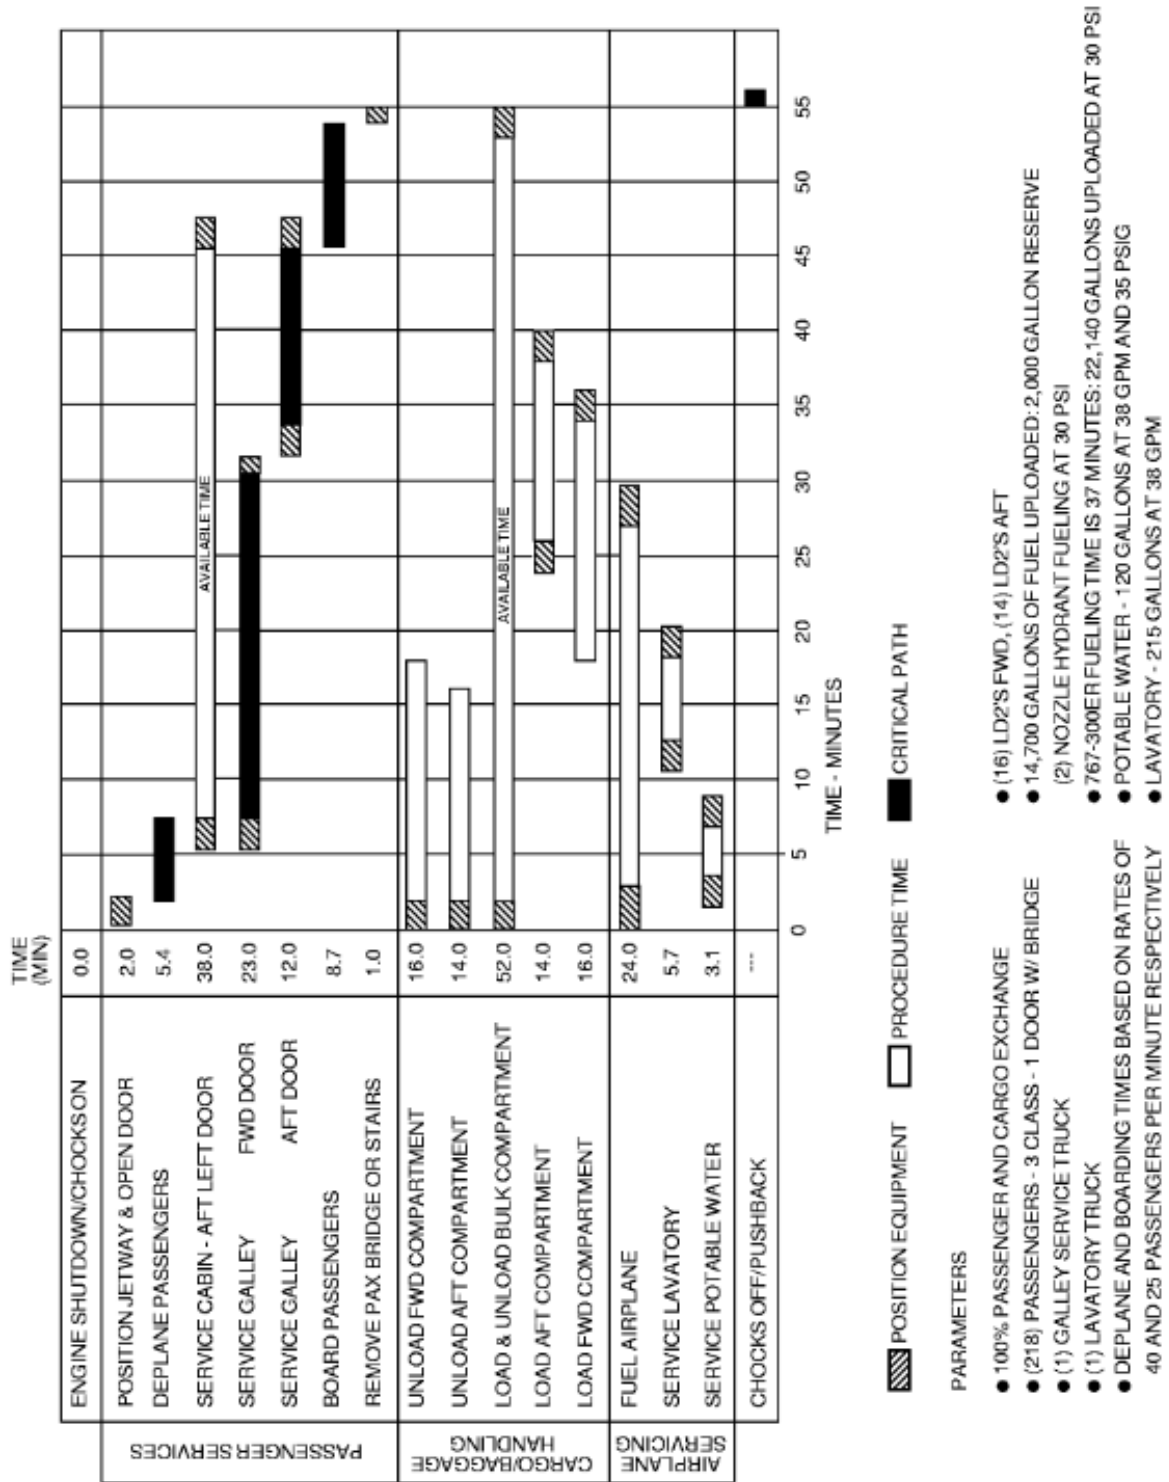 TIME
(MIN)
ENGINE SHUTDOWN/CHOCKS ON 0.0
PASSENGER SERVICES
POSITION JETWAY & OPEN DOOR 2.0
DEPLANE PASSENGERS 5.4
SERVICE CABIN - AFT LEFT DOOR 38.0 AVAILABLE TIME
SERVICE GALLEY FWD DOOR 23.0
SERVICE GALLEY AFT DOOR 12.0
BOARD PASSENGERS 8.7
REMOVE PAX BRIDGE OR STAIRS 1.0
CARGO/BAGGAGE
HANDLING
UNLOAD FWD COMPARTMENT 16.0
UNLOAD AFT COMPARTMENT 14.0
LOAD & UNLOAD BULK COMPARTMENT 52.0 AVAILABLE TIME
LOAD AFT COMPARTMENT 14.0
LOAD FWD COMPARTMENT 16.0
AIRPLANE
SERVICING
FUEL AIRPLANE 24.0
SERVICE LAVATORY 5.7
SERVICE POTABLE WATER 3.1
CHOCKS OFF/PUSHBACK ---
0 5 10 15 20 25 30 35 40 45 50 55
TIME - MINUTES
POSITION EQUIPMENT PROCEDURE TIME CRITICAL PATH
PARAMETERS
● 100% PASSENGER AND CARGO EXCHANGE
● (218) PASSENGERS - 3 CLASS - 1 DOOR W/ BRIDGE
● (1) GALLEY SERVICE TRUCK
● (1) LAVATORY TRUCK
● DEPLANE AND BOARDING TIMES BASED ON RATES OF
40 AND 25 PASSENGERS PER MINUTE RESPECTIVELY
● (16) LD2'S FWD, (14) LD2'S AFT
● 14,700 GALLONS OF FUEL UPLOADED: 2,000 GALLON RESERVE
(2) NOZZLE HYDRANT FUELING AT 30 PSI
● 767-300ER FUELING TIME IS 37 MINUTES: 22,140 GALLONS UPLOADED AT 30 PSI
● POTABLE WATER - 120 GALLONS AT 38 GPM AND 35 PSIG
● LAVATORY - 215 GALLONS AT 38 GPM